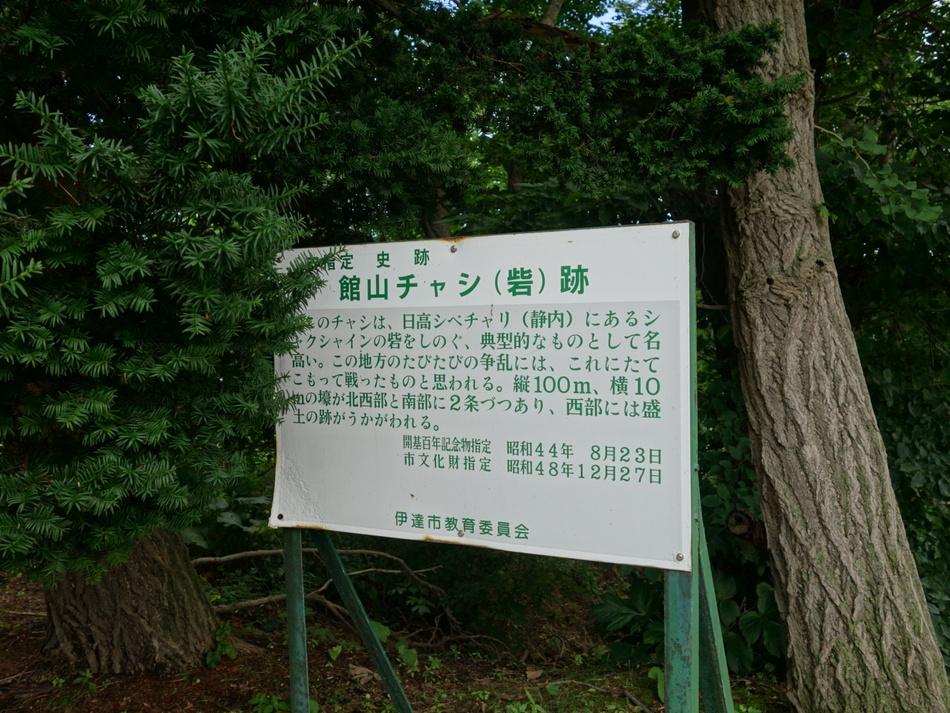 指定 史 跡
館山チャシ（砦）跡
のチャシは、日高シベチャリ（静内）にあるシ
クシャインの砦をしのぐ、典型的なものとして名
高い。この地方のたびたびの争乱には、これにたて
こもって戦ったものと思われる。縦100m、横10
mの壕が北西部と南部に2条づつあり、西部には盛
土の跡がうかがわれる。
開基百年記念物指定 昭和44年 8月23日
市文化財指定 昭和48年12月27日
伊達市教育委員会